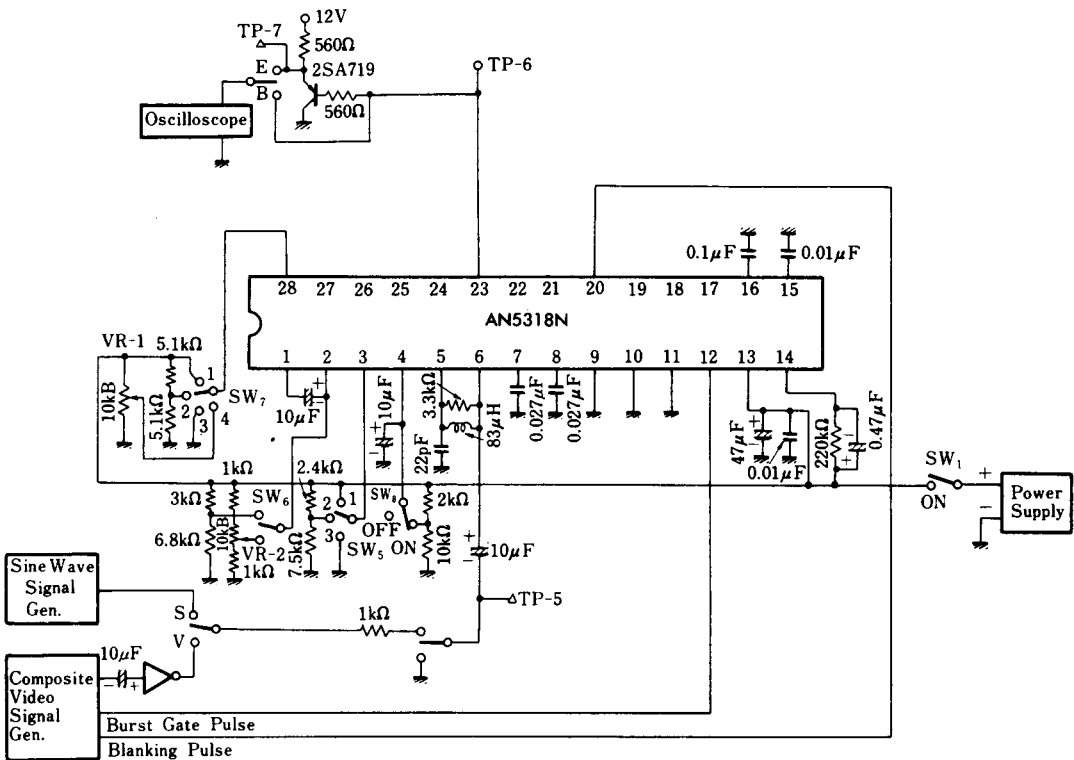 12V
TP-7
560Ω
E
2SA719
TP-6
B
560Ω
Oscilloscope
0.1μF
0.01μF
28 27 26 25 24 23 22 21 20 19 18 17 16 15
AN5318N
1 2 3 4 5 6 7 8 9 10 11 12 13 14
VR-1
5.1kΩ
10kB
5.1kΩ
1
2
3
4
SW7
10μF
+
-
10μF
+
-
3.3kΩ
83μH
22pF
0.027μF
0.027μF
47μF
+
-
0.01μF
220kΩ
0.47μF
-
+
3kΩ
1kΩ
SW6
2.4kΩ
1
2
3
SW8
2kΩ
OFF
ON
6.8kΩ
10kB
VR-2
1kΩ
7.5kΩ
SW5
10kΩ
+
-
10μF
SW1
ON
+
-
Power
Supply
Sine Wave
Signal
Gen.
S
V
1kΩ
TP-5
10μF
-
+
Composite
Video
Signal
Gen.
Burst Gate Pulse
Blanking Pulse